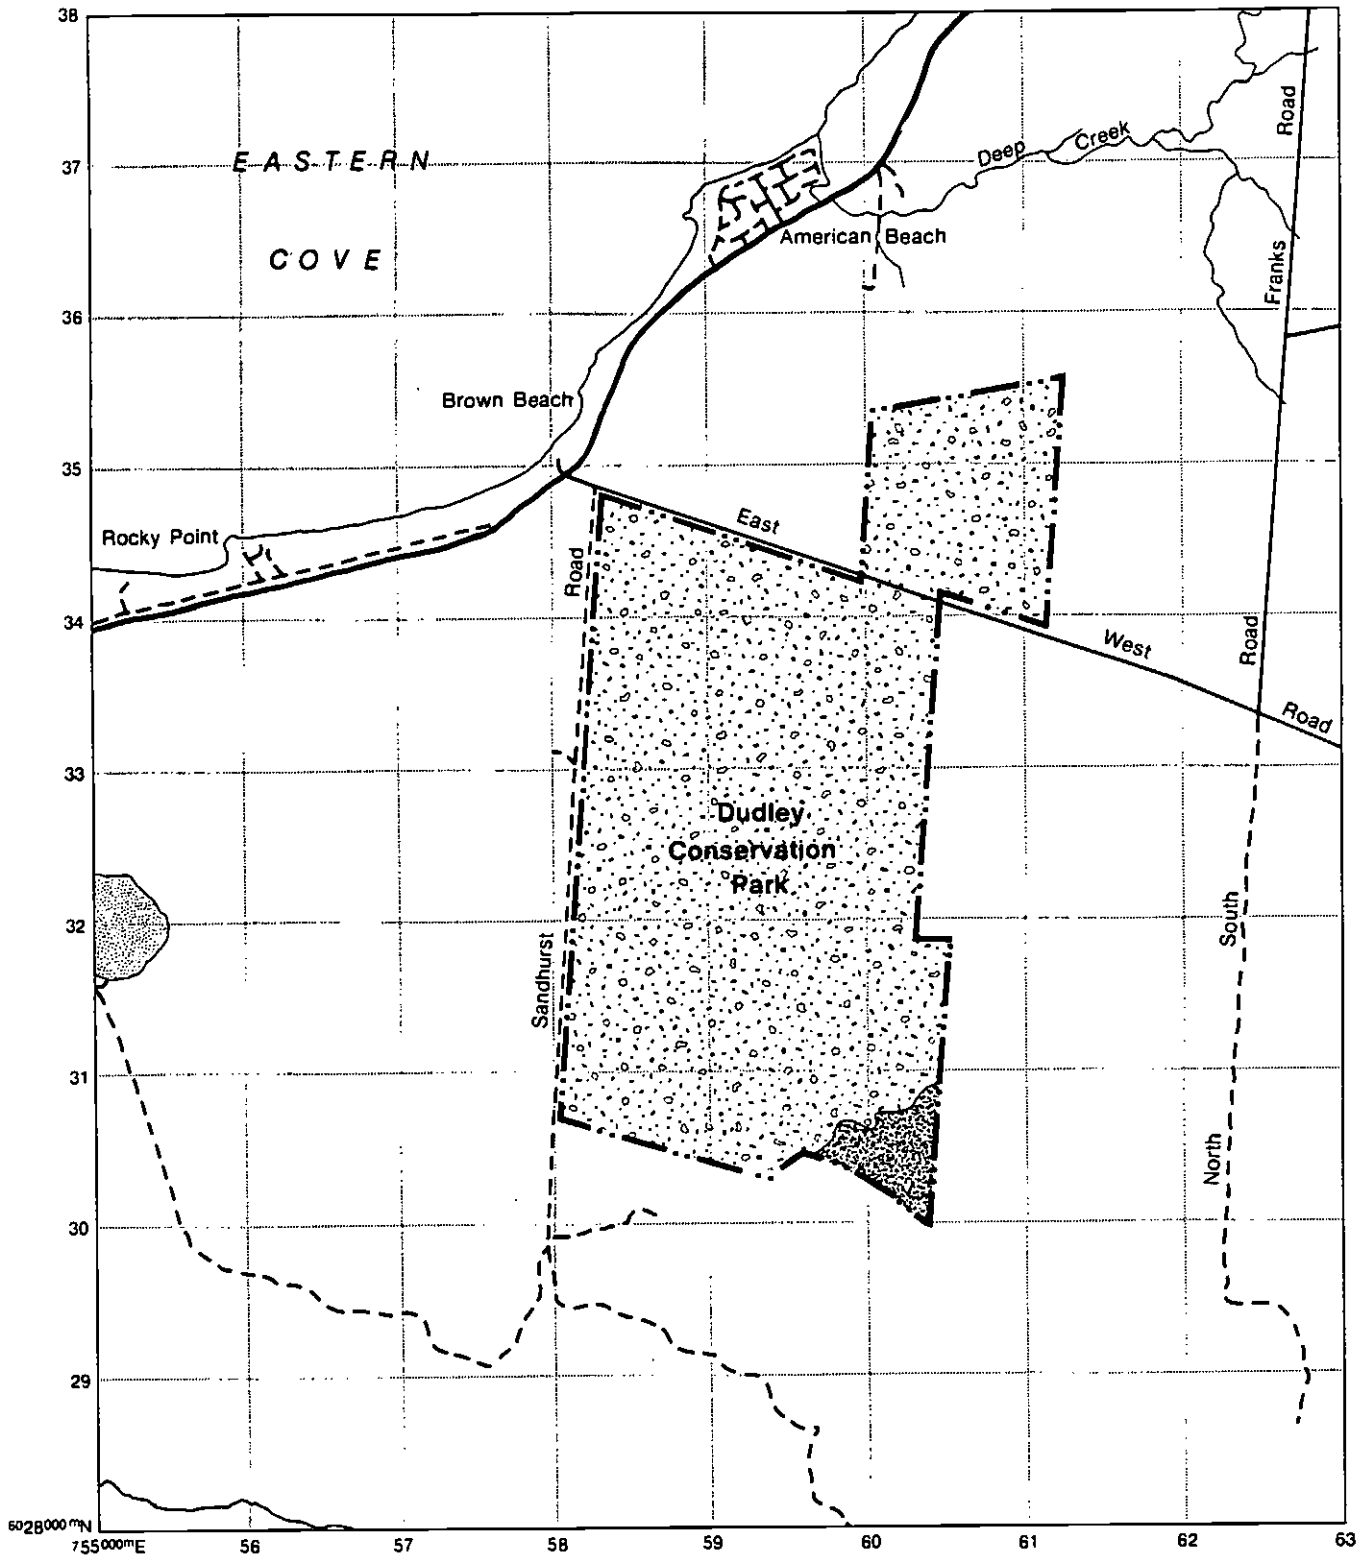 38
37
36
35
34
33
32
31
30
29
6028000mN
755000mE
56
57
58
59
60
61
62
63
EASTERN
COVE
Deep Creek
Road
Franks
American Beach
Brown Beach
Rocky Point
East
West
Road
Road
Road
Dudley
Conservation
Park
Sandhurst
South
North